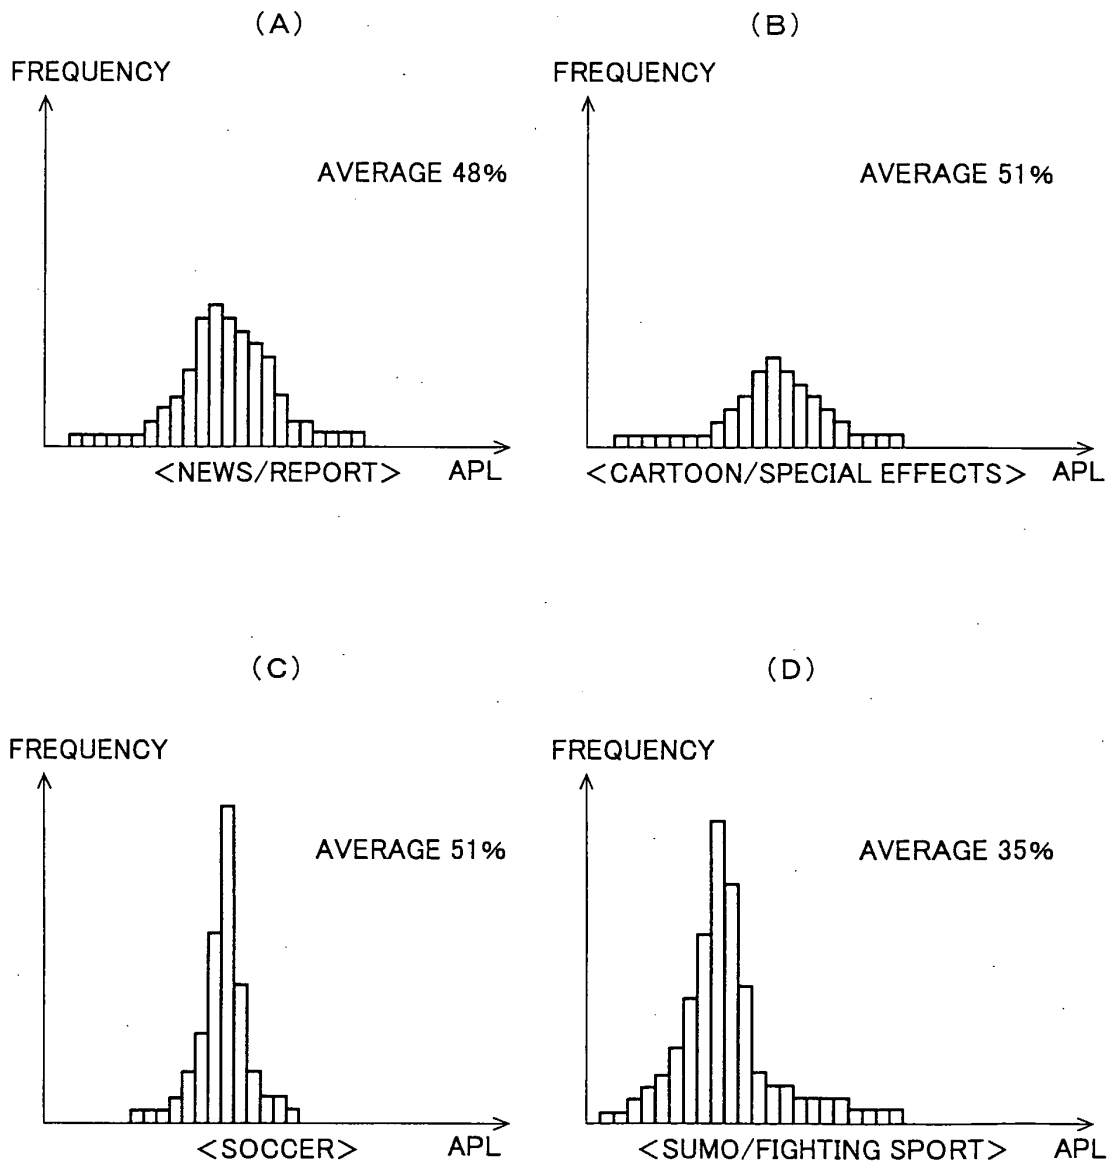 (A)
FREQUENCY
AVERAGE 48%
<NEWS/REPORT>
APL
(B)
FREQUENCY
AVERAGE 51%
<CARTOON/SPECIAL EFFECTS>
APL
(C)
FREQUENCY
AVERAGE 51%
<SOCCER>
APL
(D)
FREQUENCY
AVERAGE 35%
<SUMO/FIGHTING SPORT>
APL